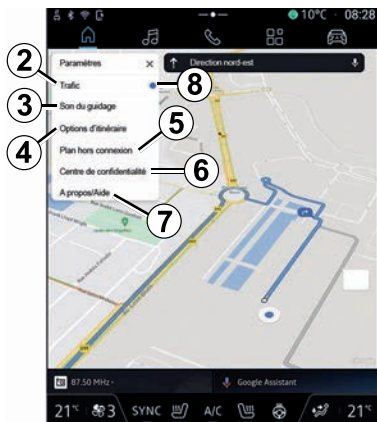 10°C · 08:28
Paramètres ×
Direction nord-est
2
Trafic
8
3
Son du guidage
4
Options d'itinéraire
5
Plan hors connexion
6
Centre de confidentialité
A propos/Aide
7
Google
87.50 MHz
Google Assistant
21°C
3
SYNC
A/C
21°C